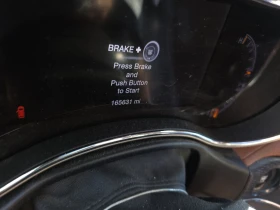 BRAKE +
Press Brake
and
Push Button
to Start
165631 mi